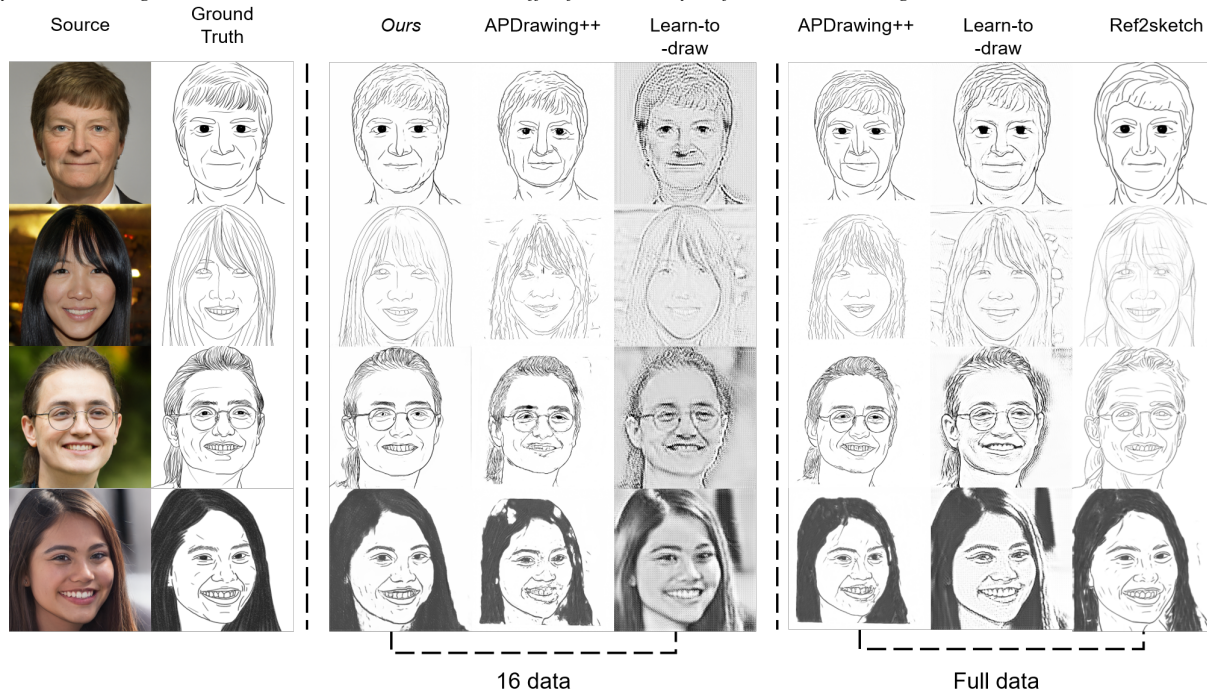 Source
Ground
Truth
Ours
APDrawing++
Learn-to
-draw
APDrawing++
Learn-to
-draw
Ref2sketch
16 data
Full data